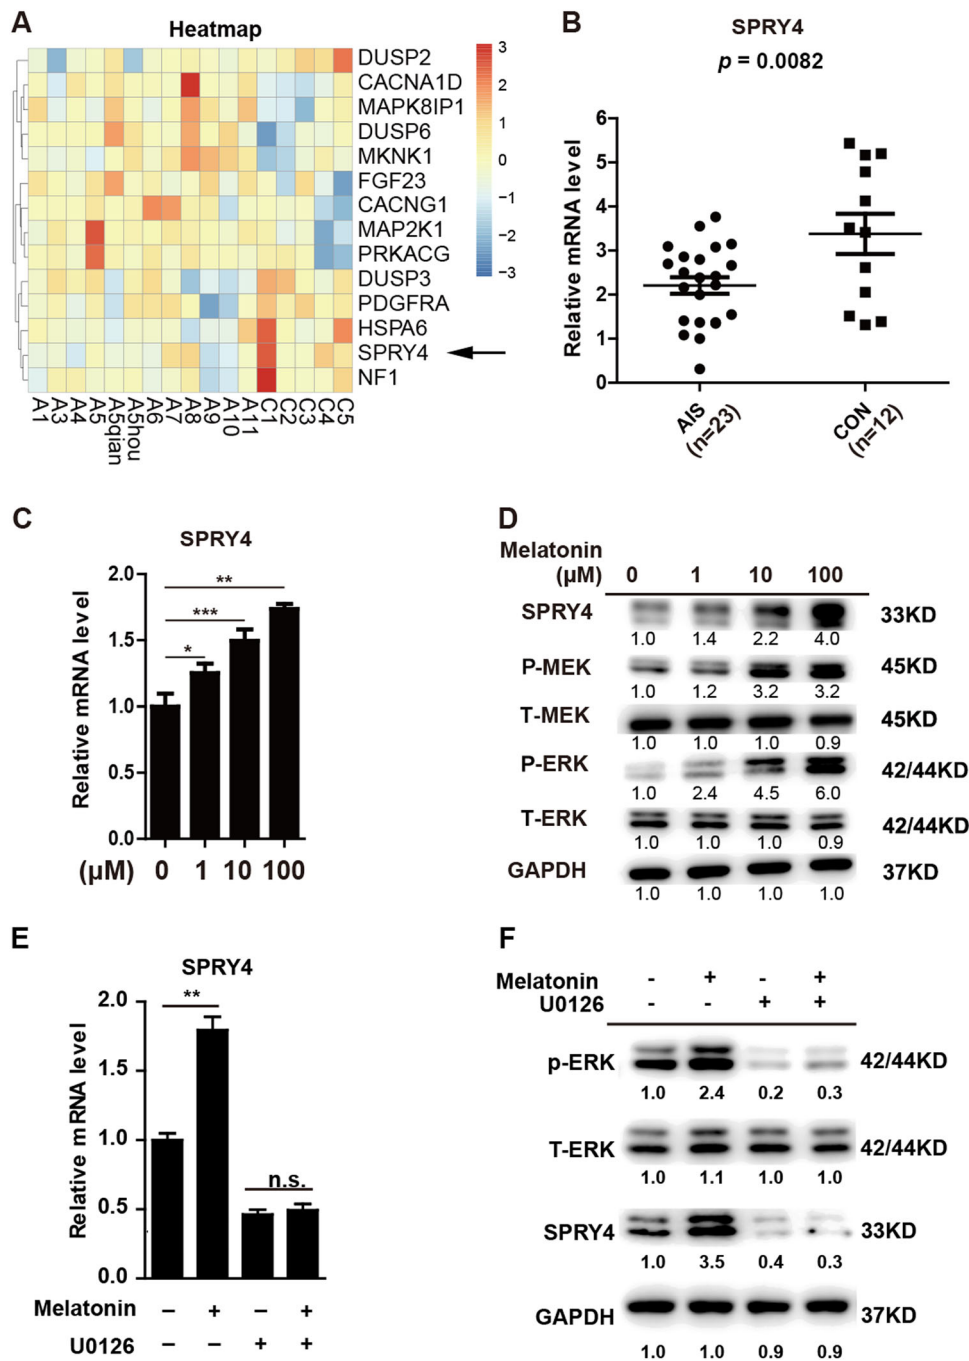 A
Heatmap
DUSP2
CACNA1D
MAPK8IP1
DUSP6
MKNK1
FGF23
CACNG1
MAP2K1
PRKACG
DUSP3
PDGFRA
HSPA6
SPRY4
NF1
3
2
1
0
−1
−2
−3
A1
A3
A4
A5
A5qian
A5hou
A6
A7
A8
A9
A10
A11
C1
C2
C3
C4
C5
B
SPRY4
p = 0.0082
Relative mRNA level
6
5
4
3
2
1
0
AIS
(n=23)
CON
(n=12)
C
SPRY4
Relative mRNA level
2.0
1.5
1.0
0.5
0.0
**
***
*
(μM) 0 1 10 100
D
Melatonin
(μM) 0 1 10 100
SPRY4 33KD
1.0 1.4 2.2 4.0
P-MEK 45KD
1.0 1.2 3.2 3.2
T-MEK 45KD
1.0 1.0 1.0 0.9
P-ERK 42/44KD
1.0 2.4 4.5 6.0
T-ERK 42/44KD
1.0 1.0 1.0 0.9
GAPDH 37KD
1.0 1.0 1.0 1.0
E
SPRY4
Relative mRNA level
2.0
1.5
1.0
0.5
0.0
**
n.s.
Melatonin − + − +
U0126 − − + +
F
Melatonin - + - +
U0126 - - + +
p-ERK 42/44KD
1.0 2.4 0.2 0.3
T-ERK 42/44KD
1.0 1.1 1.0 1.0
SPRY4 33KD
1.0 3.5 0.4 0.3
GAPDH 37KD
1.0 1.0 0.9 0.9